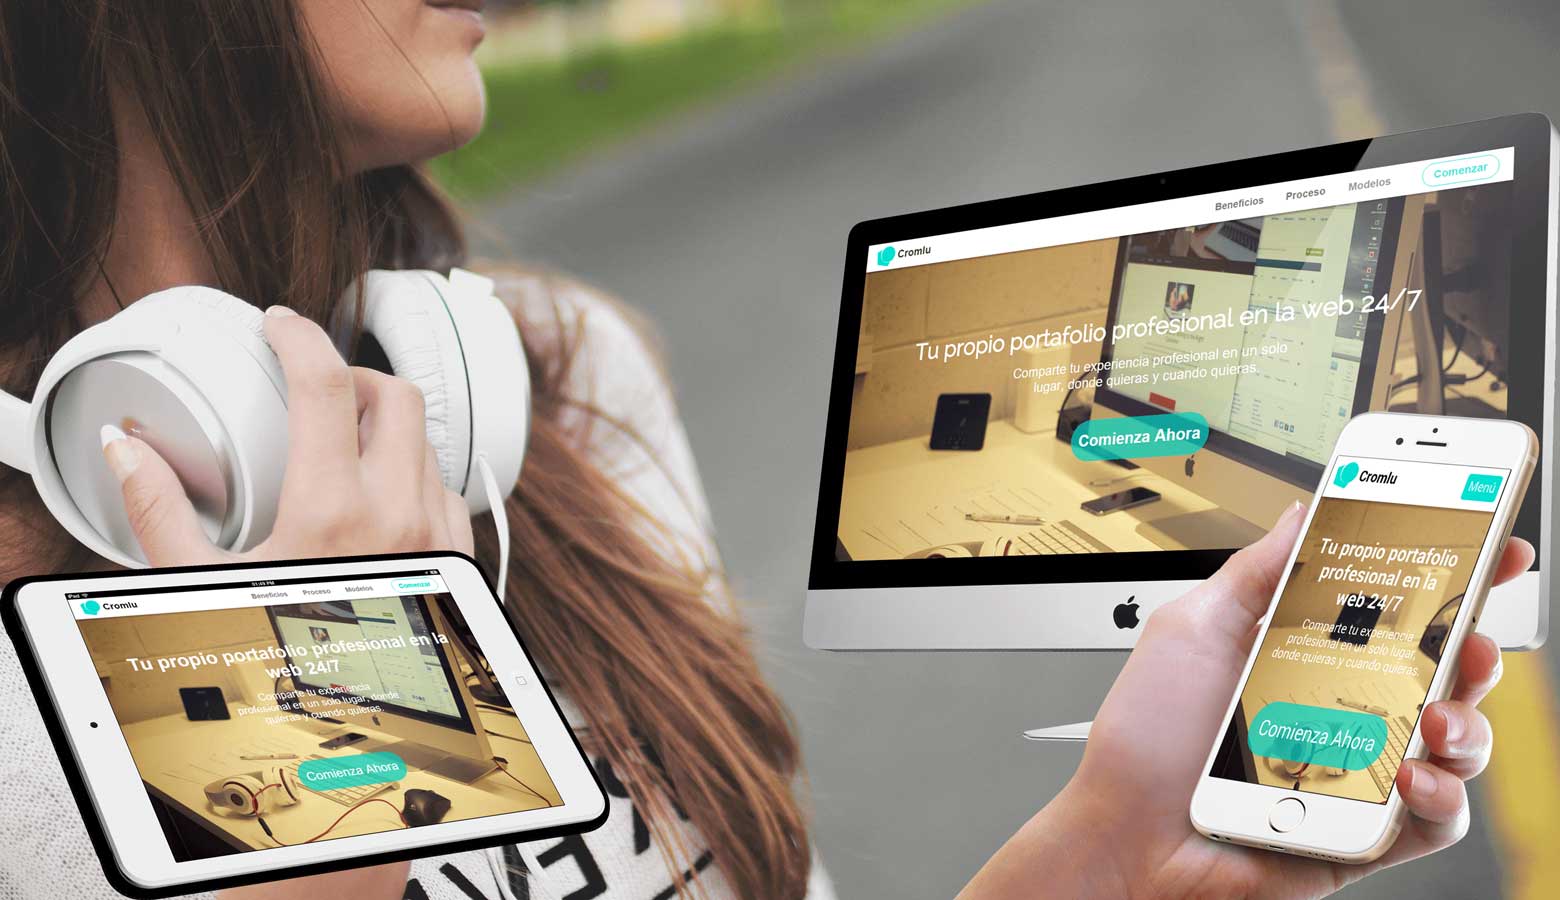 Cromlu
Beneficios
Proceso
Modelos
Comenzar
Tu propio portafolio profesional en la web 24/7
Comparte tu experiencia profesional en un solo
lugar, donde quieras y cuando quieras.
Comienza Ahora
iPad
01:49 PM
Cromlu
Beneficios
Proceso
Modelos
Comenzar
Tu propio portafolio profesional en la
web 24/7
Comparte tu experiencia
profesional en un solo lugar, donde
quieras y cuando quieras.
Comienza Ahora
Cromlu
Menú
Tu propio portafolio
profesional en la
web 24/7
Comparte tu experiencia
profesional en un solo lugar,
donde quieras y cuando quieras.
Comienza Ahora